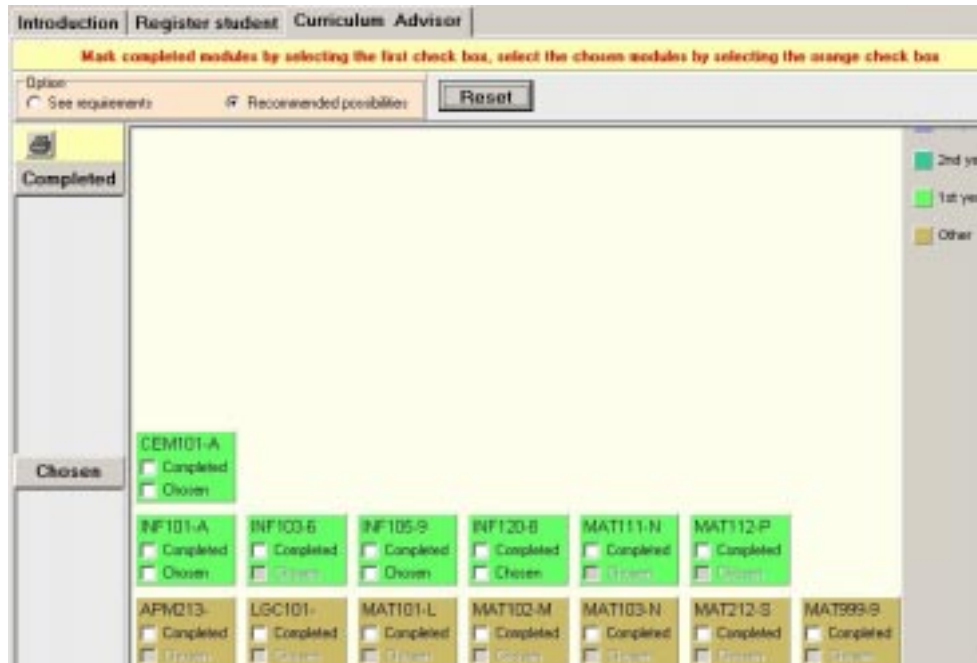 Introduction Register student Curriculum Advisor
Mark completed modules by selecting the first check box, select the chosen modules by selecting the orange check box
Option
See requirements Recommended possibilities Reset
Completed
2nd ye
1st ye
Other
CEM101-A
Completed
Chosen
Chosen
INF101-A INF103-6 INF105-9 INF120-8 MAT111-N MAT112-P
Completed Completed Completed Completed Completed Completed
Chosen Chosen Chosen Chosen Chosen Chosen
APM213- LGC101- MAT101-L MAT102-M MAT103-N MAT212-S MAT999-9
Completed Completed Completed Completed Completed Completed Completed